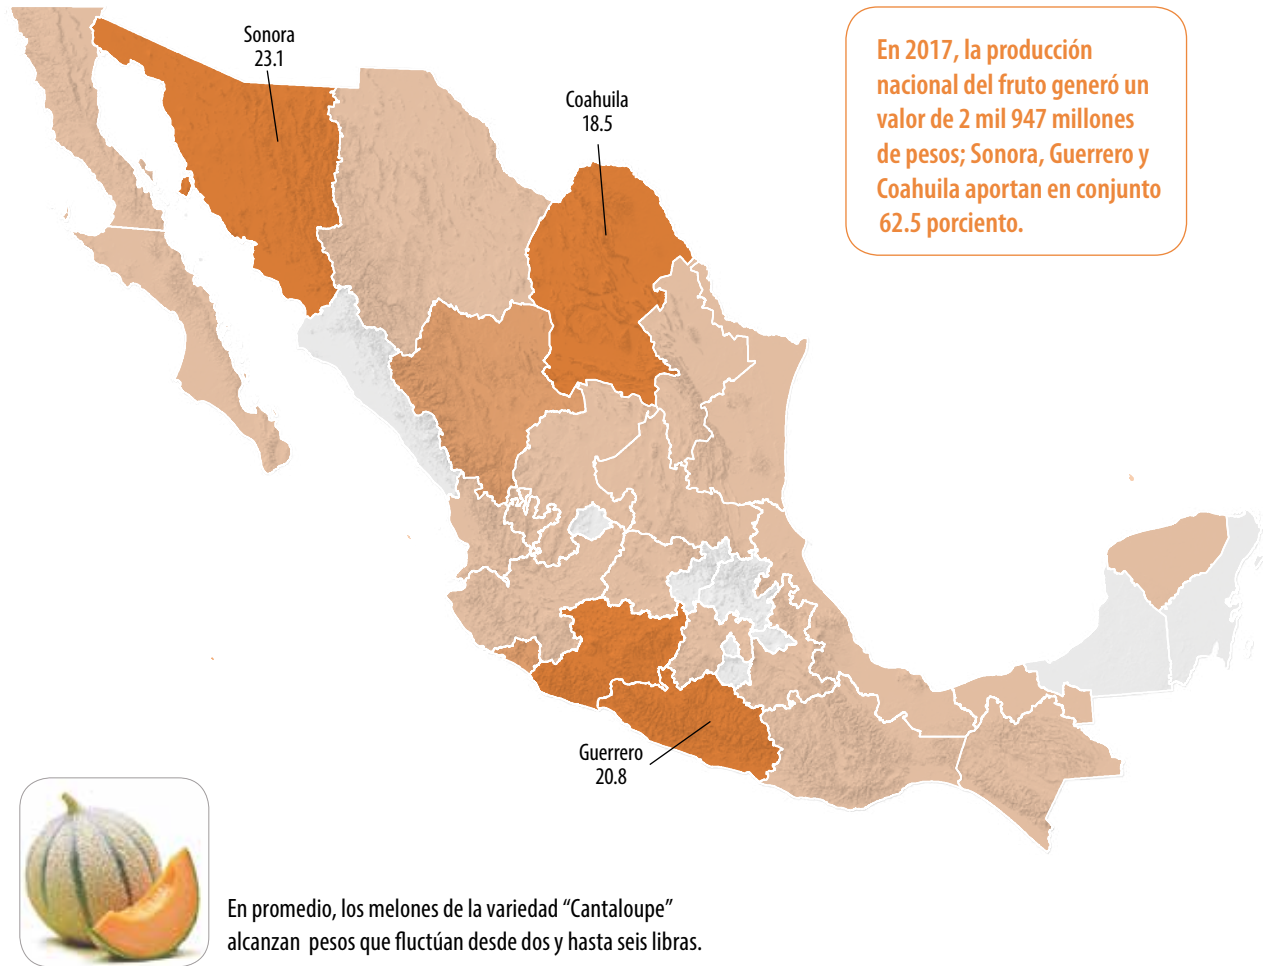 Sonora
23.1
Coahuila
18.5
En 2017, la producción
nacional del fruto generó un
valor de 2 mil 947 millones
de pesos; Sonora, Guerrero y
Coahuila aportan en conjunto
62.5 porciento.
Guerrero
20.8
En promedio, los melones de la variedad “Cantaloupe”
alcanzan pesos que fluctúan desde dos y hasta seis libras.